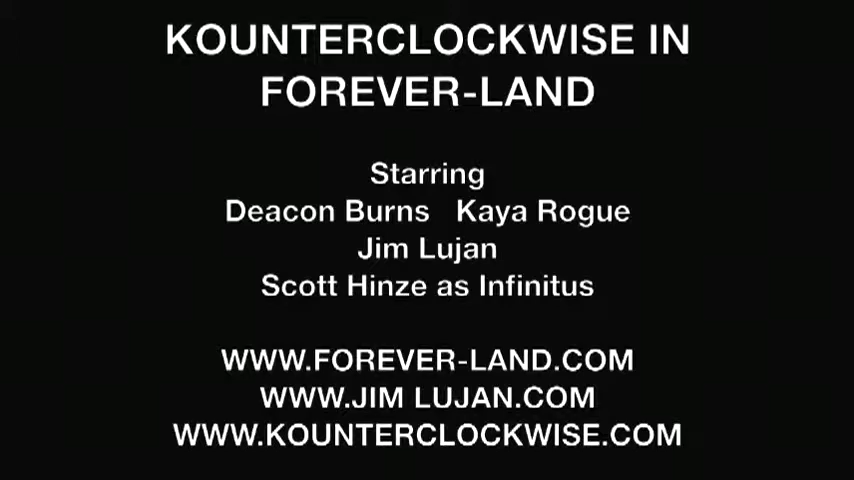 KOUNTERCLOCKWISE IN
FOREVER-LAND
Starring
Deacon Burns Kaya Rogue
Jim Lujan
Scott Hinze as Infinitus
WWW.FOREVER-LAND.COM
WWW.JIM LUJAN.COM
WWW.KOUNTERCLOCKWISE.COM